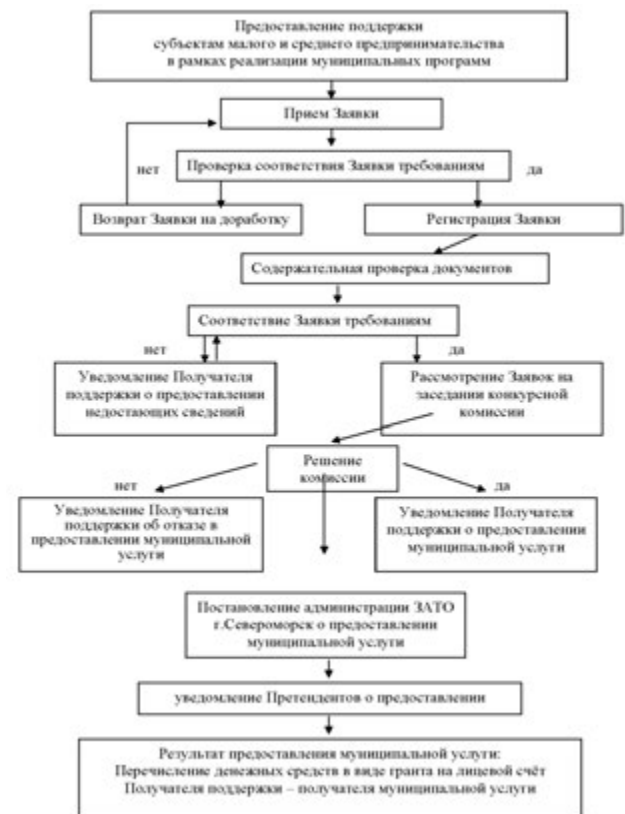 Предоставление поддержки
субъектам малого и среднего предпринимательства
в рамках реализации муниципальных программ
Прием Заявки
нет
Проверка соответствия Заявки требованиям
да
Возврат Заявки на доработку
Регистрация Заявки
Содержательная проверка документов
Соответствие Заявки требованиям
нет
да
Уведомление Получателя
поддержки о предоставлении
недостающих сведений
Рассмотрение Заявок на
заседании конкурсной
комиссии
Решение
комиссии
нет
да
Уведомление Получателя
поддержки об отказе в
предоставлении муниципальной
услуги
Уведомление Получателя
поддержки о предоставлении
муниципальной услуги
Постановление администрации ЗАТО
г.Североморск о предоставлении
муниципальной услуги
уведомление Претендентов о предоставлении
Результат предоставления муниципальной услуги:
Перечисление денежных средств в виде гранта на лицевой счёт
Получателя поддержки – получателя муниципальной услуги